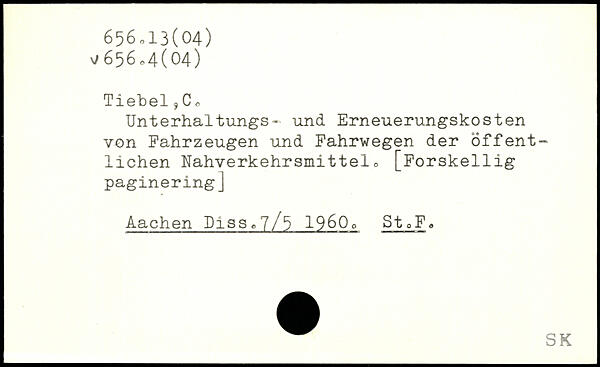 656.13(04)
v656.4(04)
Tiebel,C.
Unterhaltungs- und Erneuerungskosten
von Fahrzeugen und Fahrwegen der öffent-
lichen Nahverkehrsmittel. [Forskellig
paginering]
Aachen Diss.7/5 1960. St.F.
SK